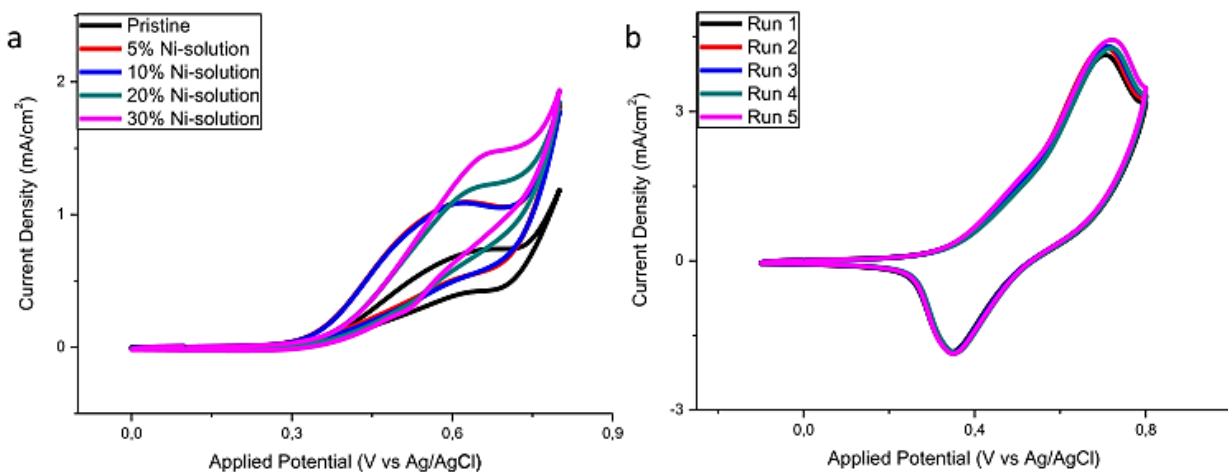 a
Pristine
5% Ni-solution
10% Ni-solution
20% Ni-solution
30% Ni-solution
2
1
0
Current Density (mA/cm²)
0,0
0,3
0,6
0,9
Applied Potential (V vs Ag/AgCl)
b
Run 1
Run 2
Run 3
Run 4
Run 5
3
0
-3
Current Density (mA/cm²)
0,0
0,4
0,8
Applied Potential (V vs Ag/AgCl)